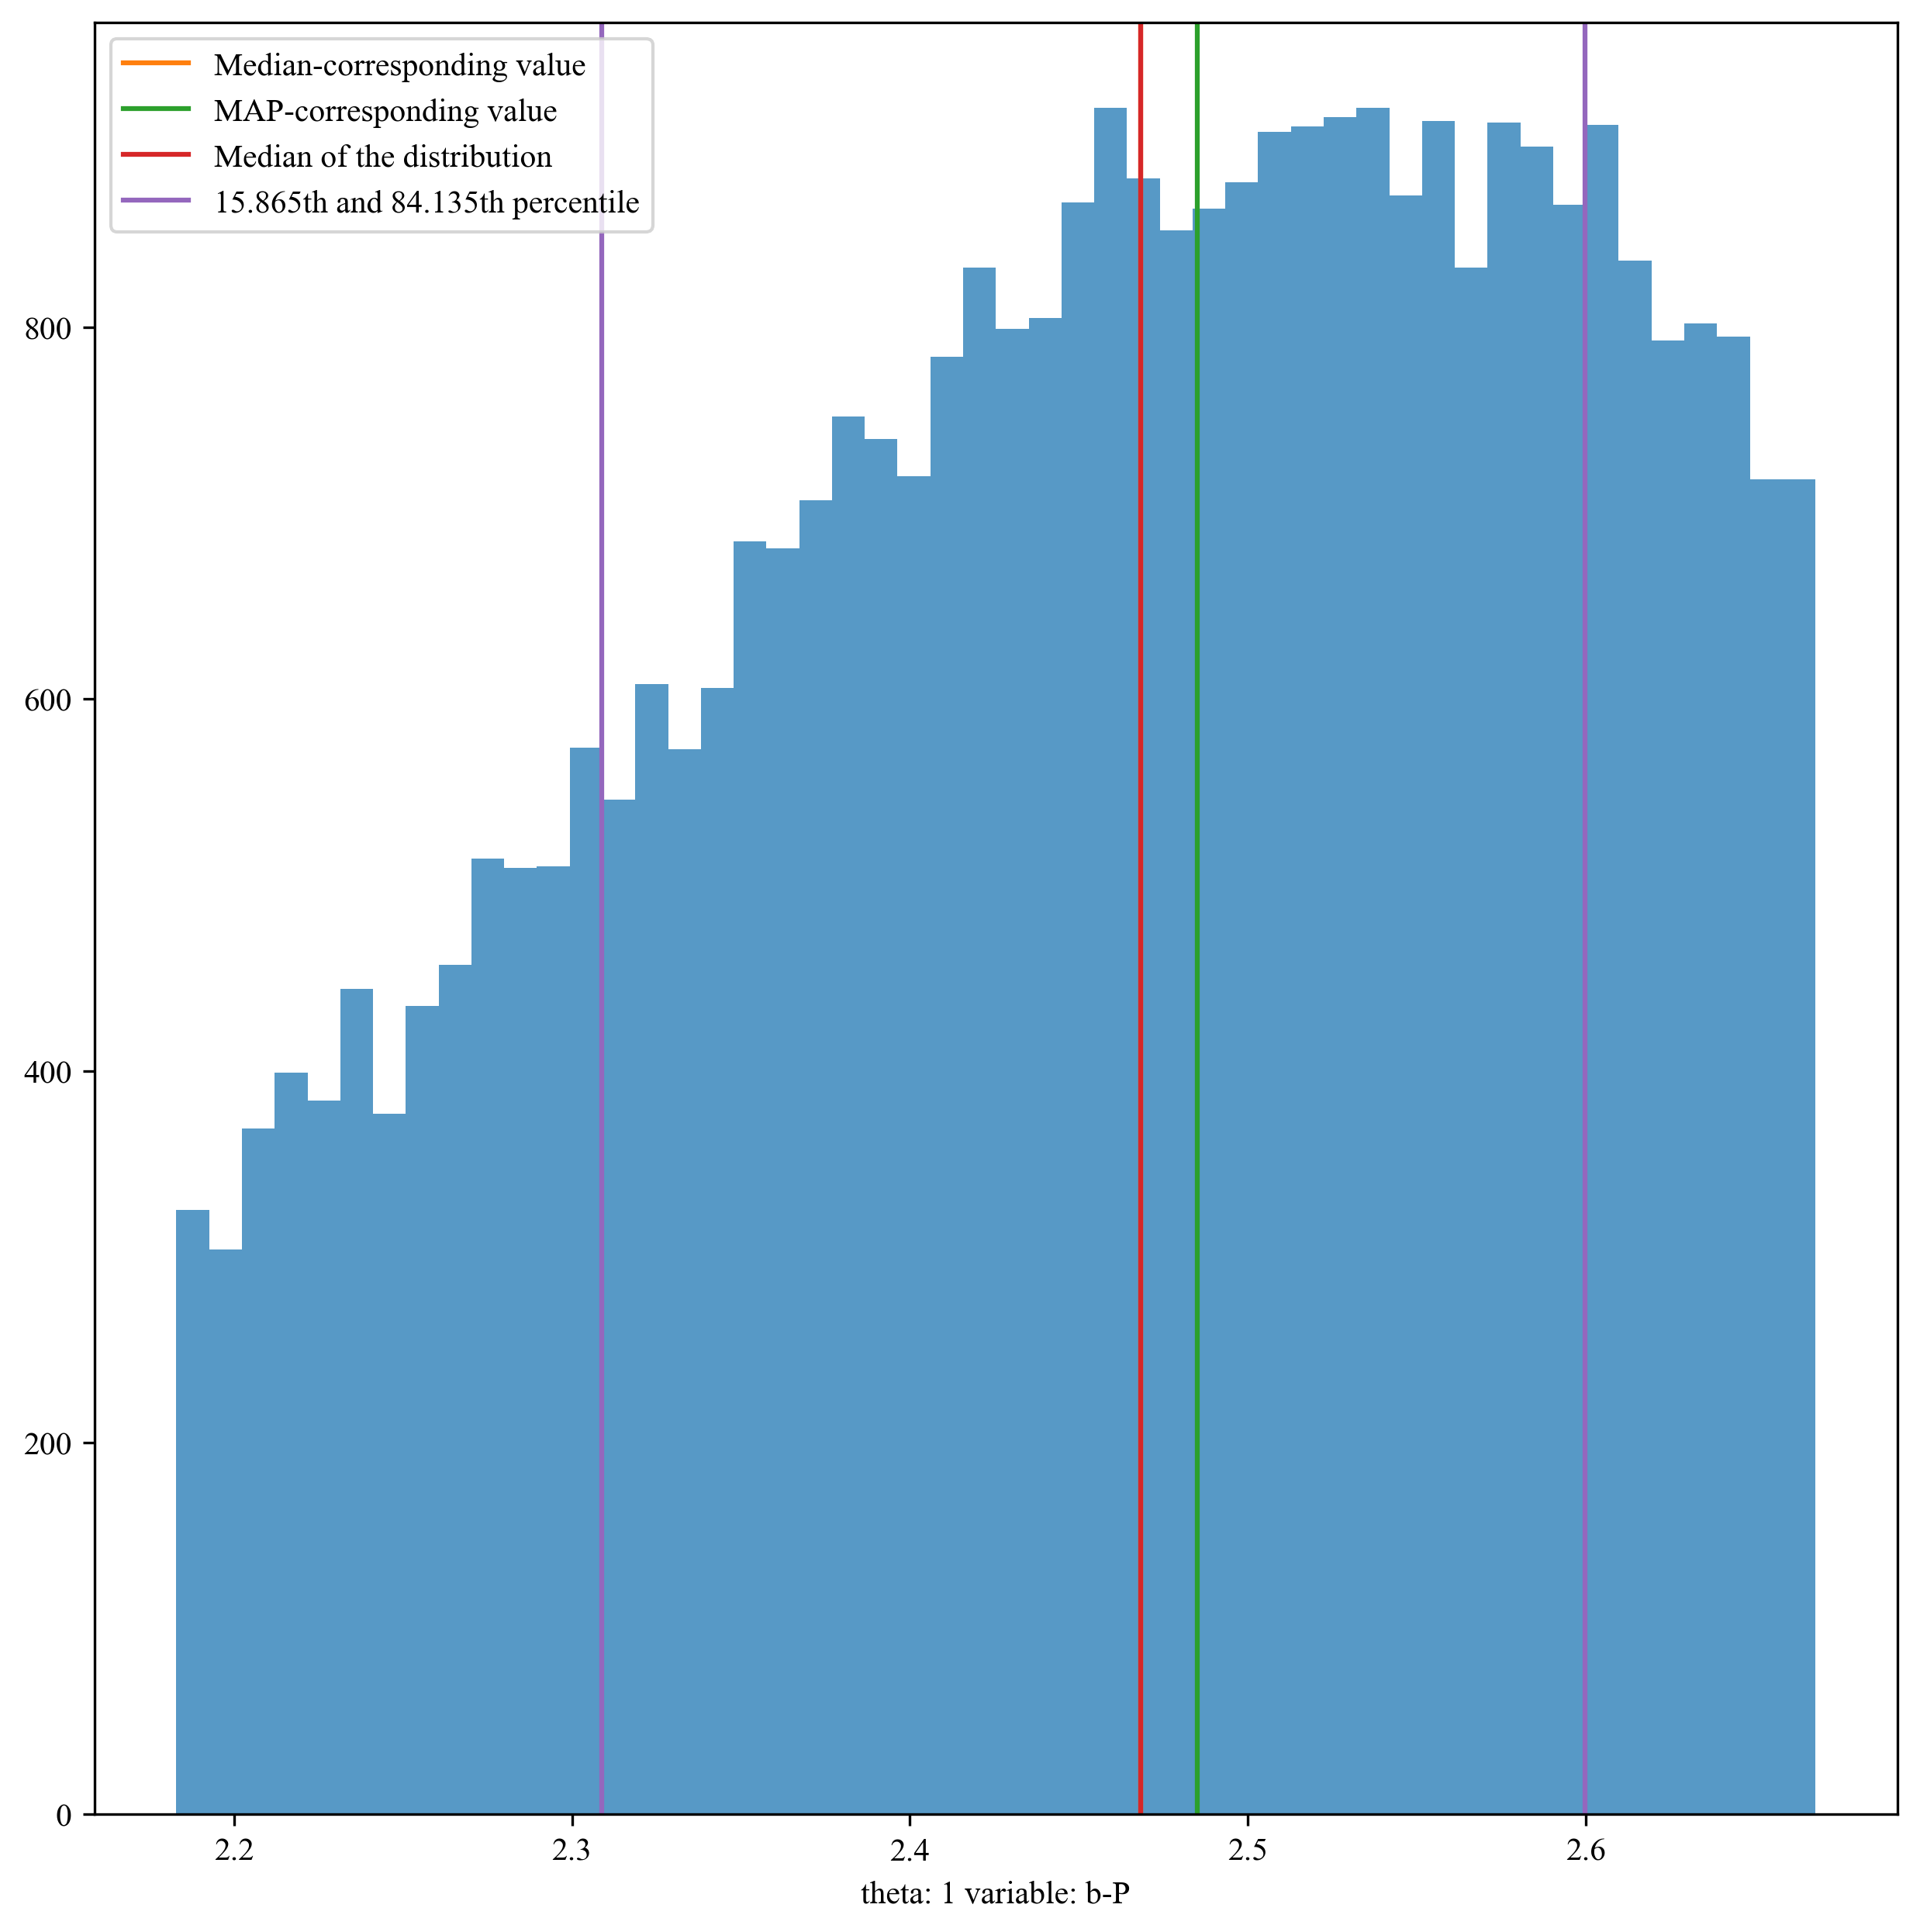 Median-corresponding value
MAP-corresponding value
Median of the distribution
15.865th and 84.135th percentile
800
600
400
200
0
2.2 2.3 2.4 2.5 2.6
theta: 1 variable: b-P